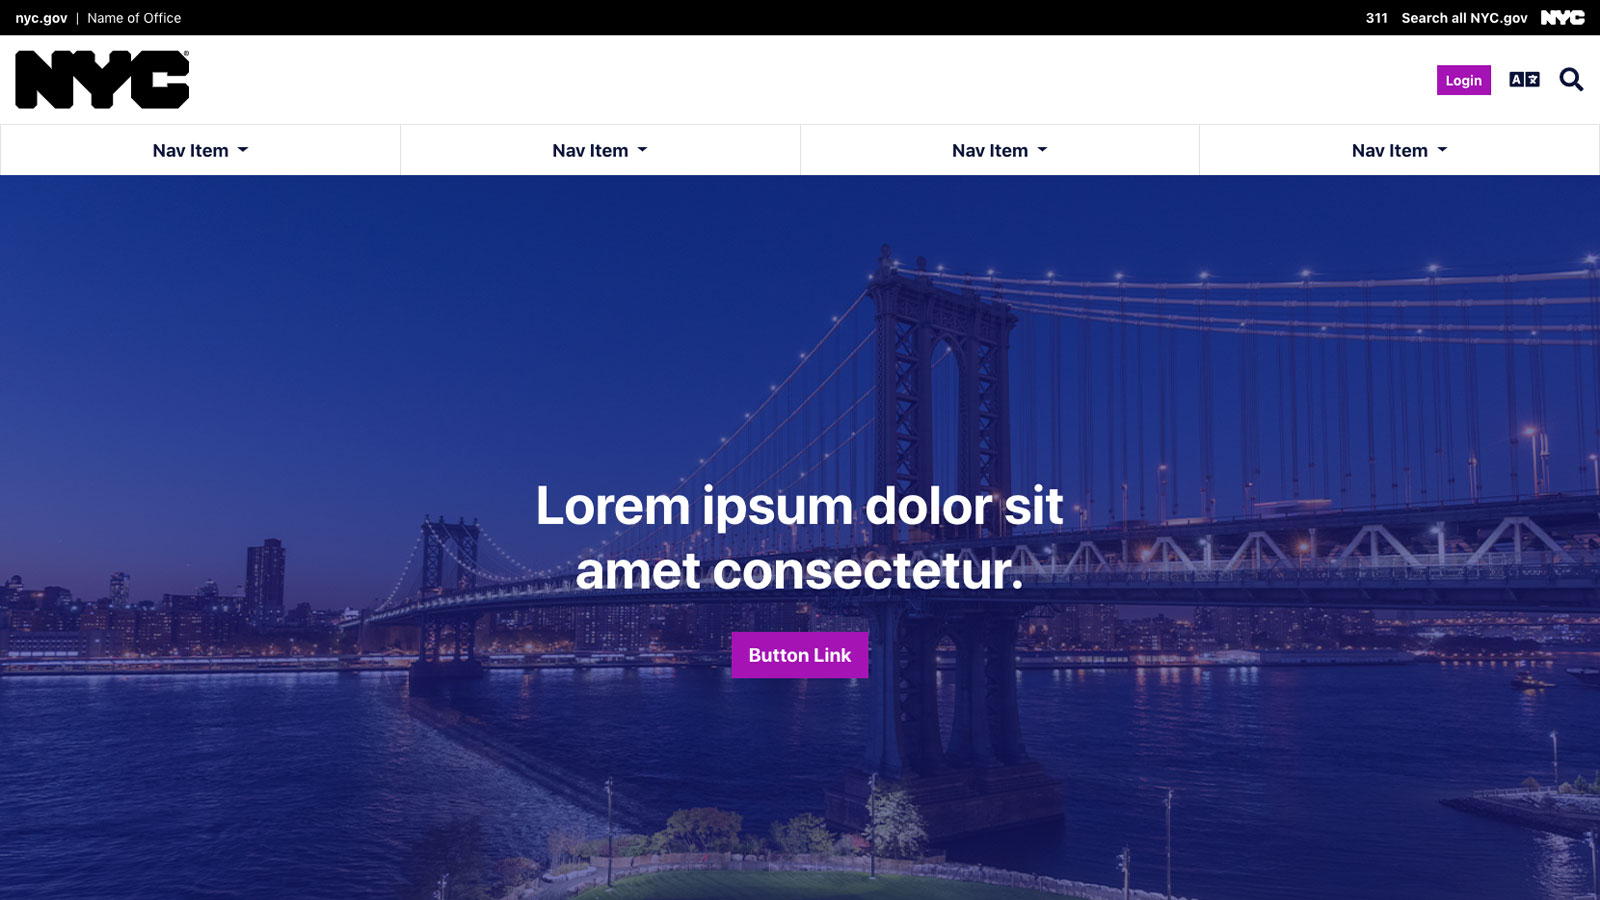 nyc.gov | Name of Office
311 Search all NYC.gov NYC
NYC®
Login
A
Nav Item
Nav Item
Nav Item
Nav Item
Lorem ipsum dolor sit
amet consectetur.
Button Link